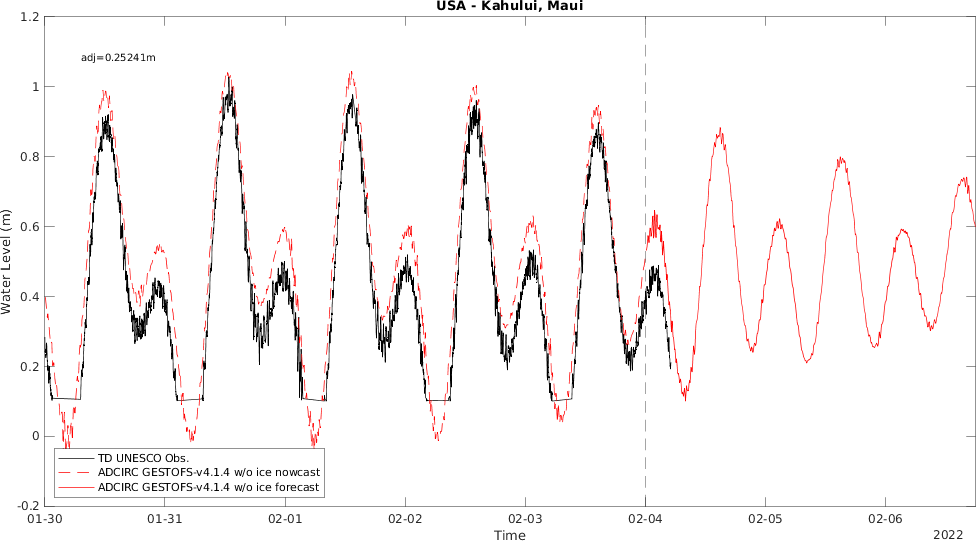 USA - Kahului, Maui
adj=0.25241m
Water Level (m)
1.2
1
0.8
0.6
0.4
0.2
0
-0.2
TD UNESCO Obs.
ADCIRC GESTOFS-v4.1.4 w/o ice nowcast
ADCIRC GESTOFS-v4.1.4 w/o ice forecast
01-30 01-31 02-01 02-02 02-03 02-04 02-05 02-06
Time
2022